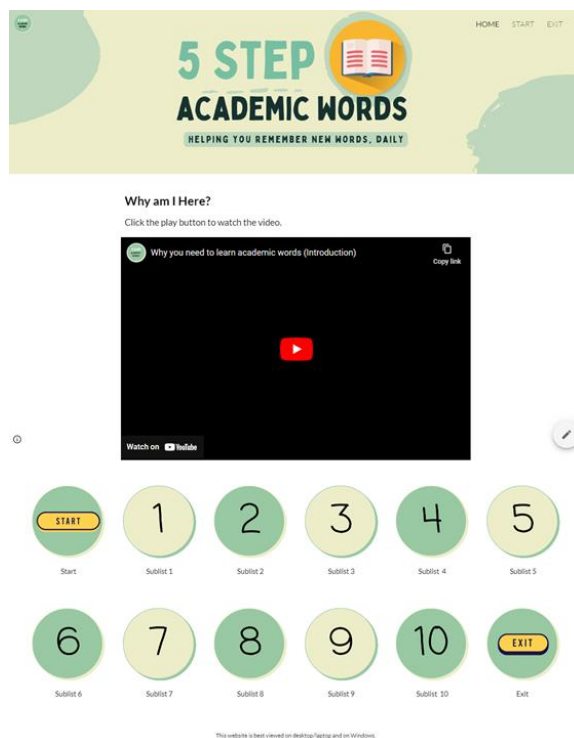 HOME START EXIT
5 STEP
ACADEMIC WORDS
HELPING YOU REMEMBER NEW WORDS, DAILY
Why am I Here?
Click the play button to watch the video.
Why you need to learn academic words (Introduction)
Copy link
Watch on YouTube
START
1
2
3
4
5
Start
Sublist 1
Sublist 2
Sublist 3
Sublist 4
Sublist 5
6
7
8
9
10
EXIT
Sublist 6
Sublist 7
Sublist 8
Sublist 9
Sublist 10
Exit
This website is best viewed on desktop/laptop and on Windows.